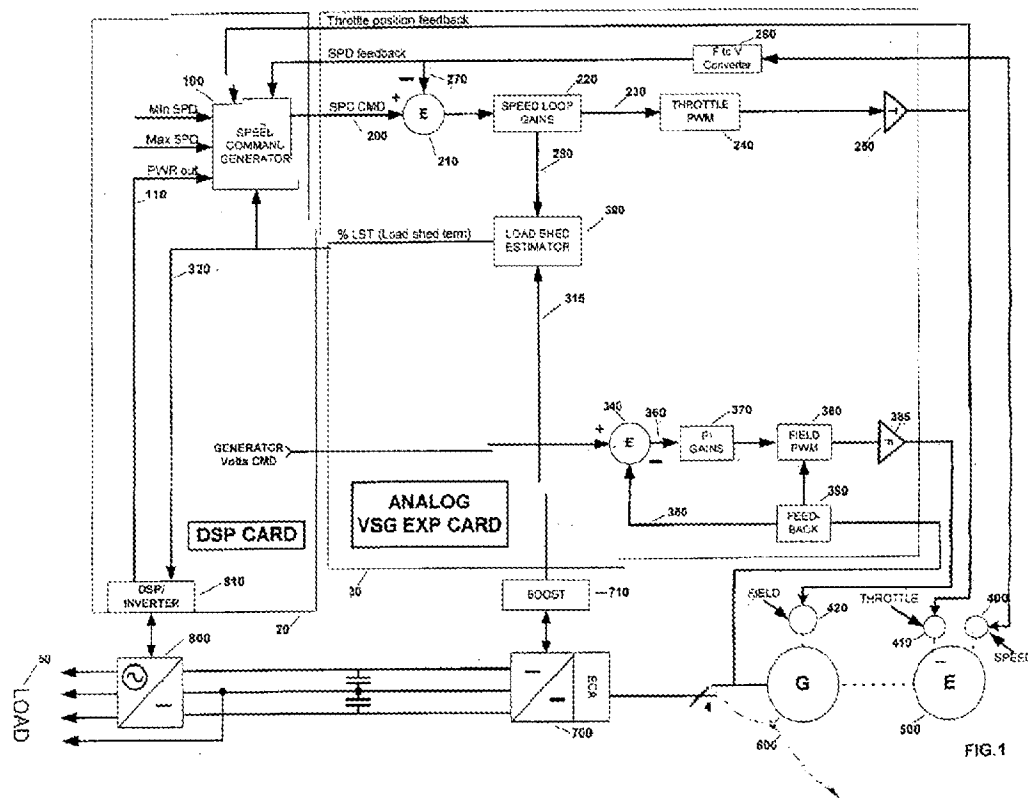 Throttle position feedback
SPD feedback
F to V
Converter
260
270
220
100
Min SPD
Max SPD
PWR out
SPEED
COMMAND
GENERATOR
SPD CMD
200
+
E
210
SPEED LOOP
GAINS
230
THROTTLE
PWM
240
T
250
110
280
300
% LST (Load shed term)
LOAD SHED
ESTIMATOR
320
315
340
360
370
380
385
GENERATOR
Volts CMD
+
E
PI
GAINS
FIELD
PWM
F
390
FEED-
BACK
ANALOG
VSG EXP CARD
DSP CARD
DSP/
INVERTER
810
20
30
BOOST
710
FIELD
420
THROTTLE
410
400
SPEED
800
50
LOAD
SCR
700
4
G
600
E
500
FIG.1